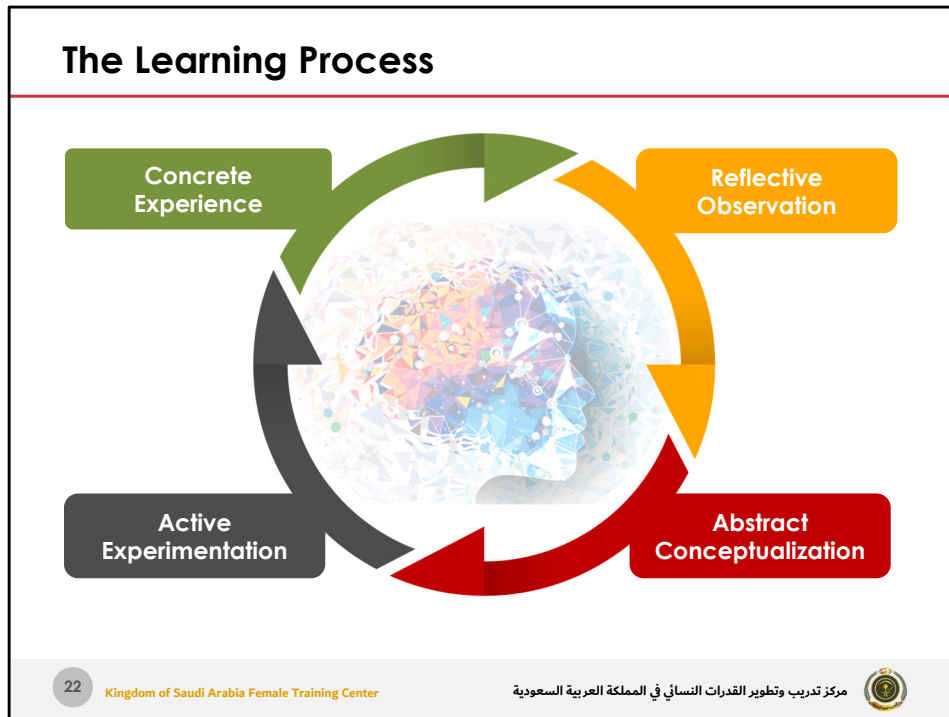 The Learning Process
Concrete
Experience
Reflective
Observation
Active
Experimentation
Abstract
Conceptualization
22
Kingdom of Saudi Arabia Female Training Center
مركز تدريب وتطوير القدرات النسائي في المملكة العربية السعودية